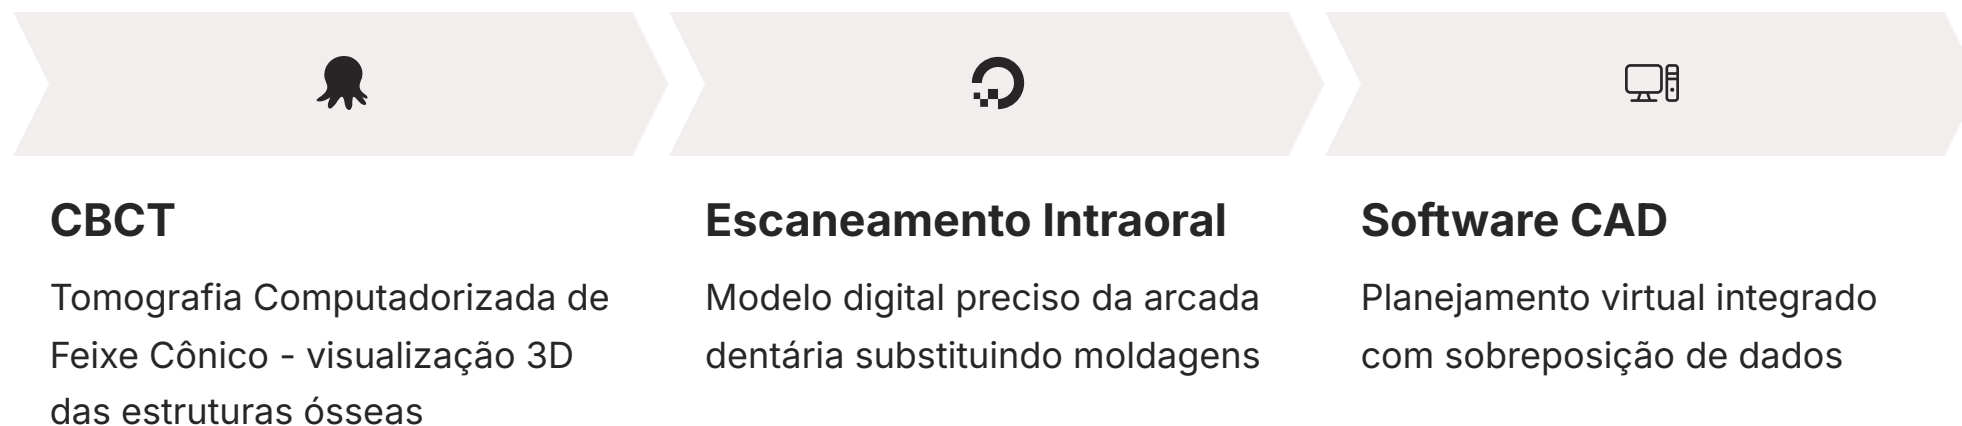 CBCT
Tomografia Computadorizada de
Feixe Cônico - visualização 3D
das estruturas ósseas
Escaneamento Intraoral
Modelo digital preciso da arcada
dentária substituindo moldagens
Software CAD
Planejamento virtual integrado
com sobreposição de dados